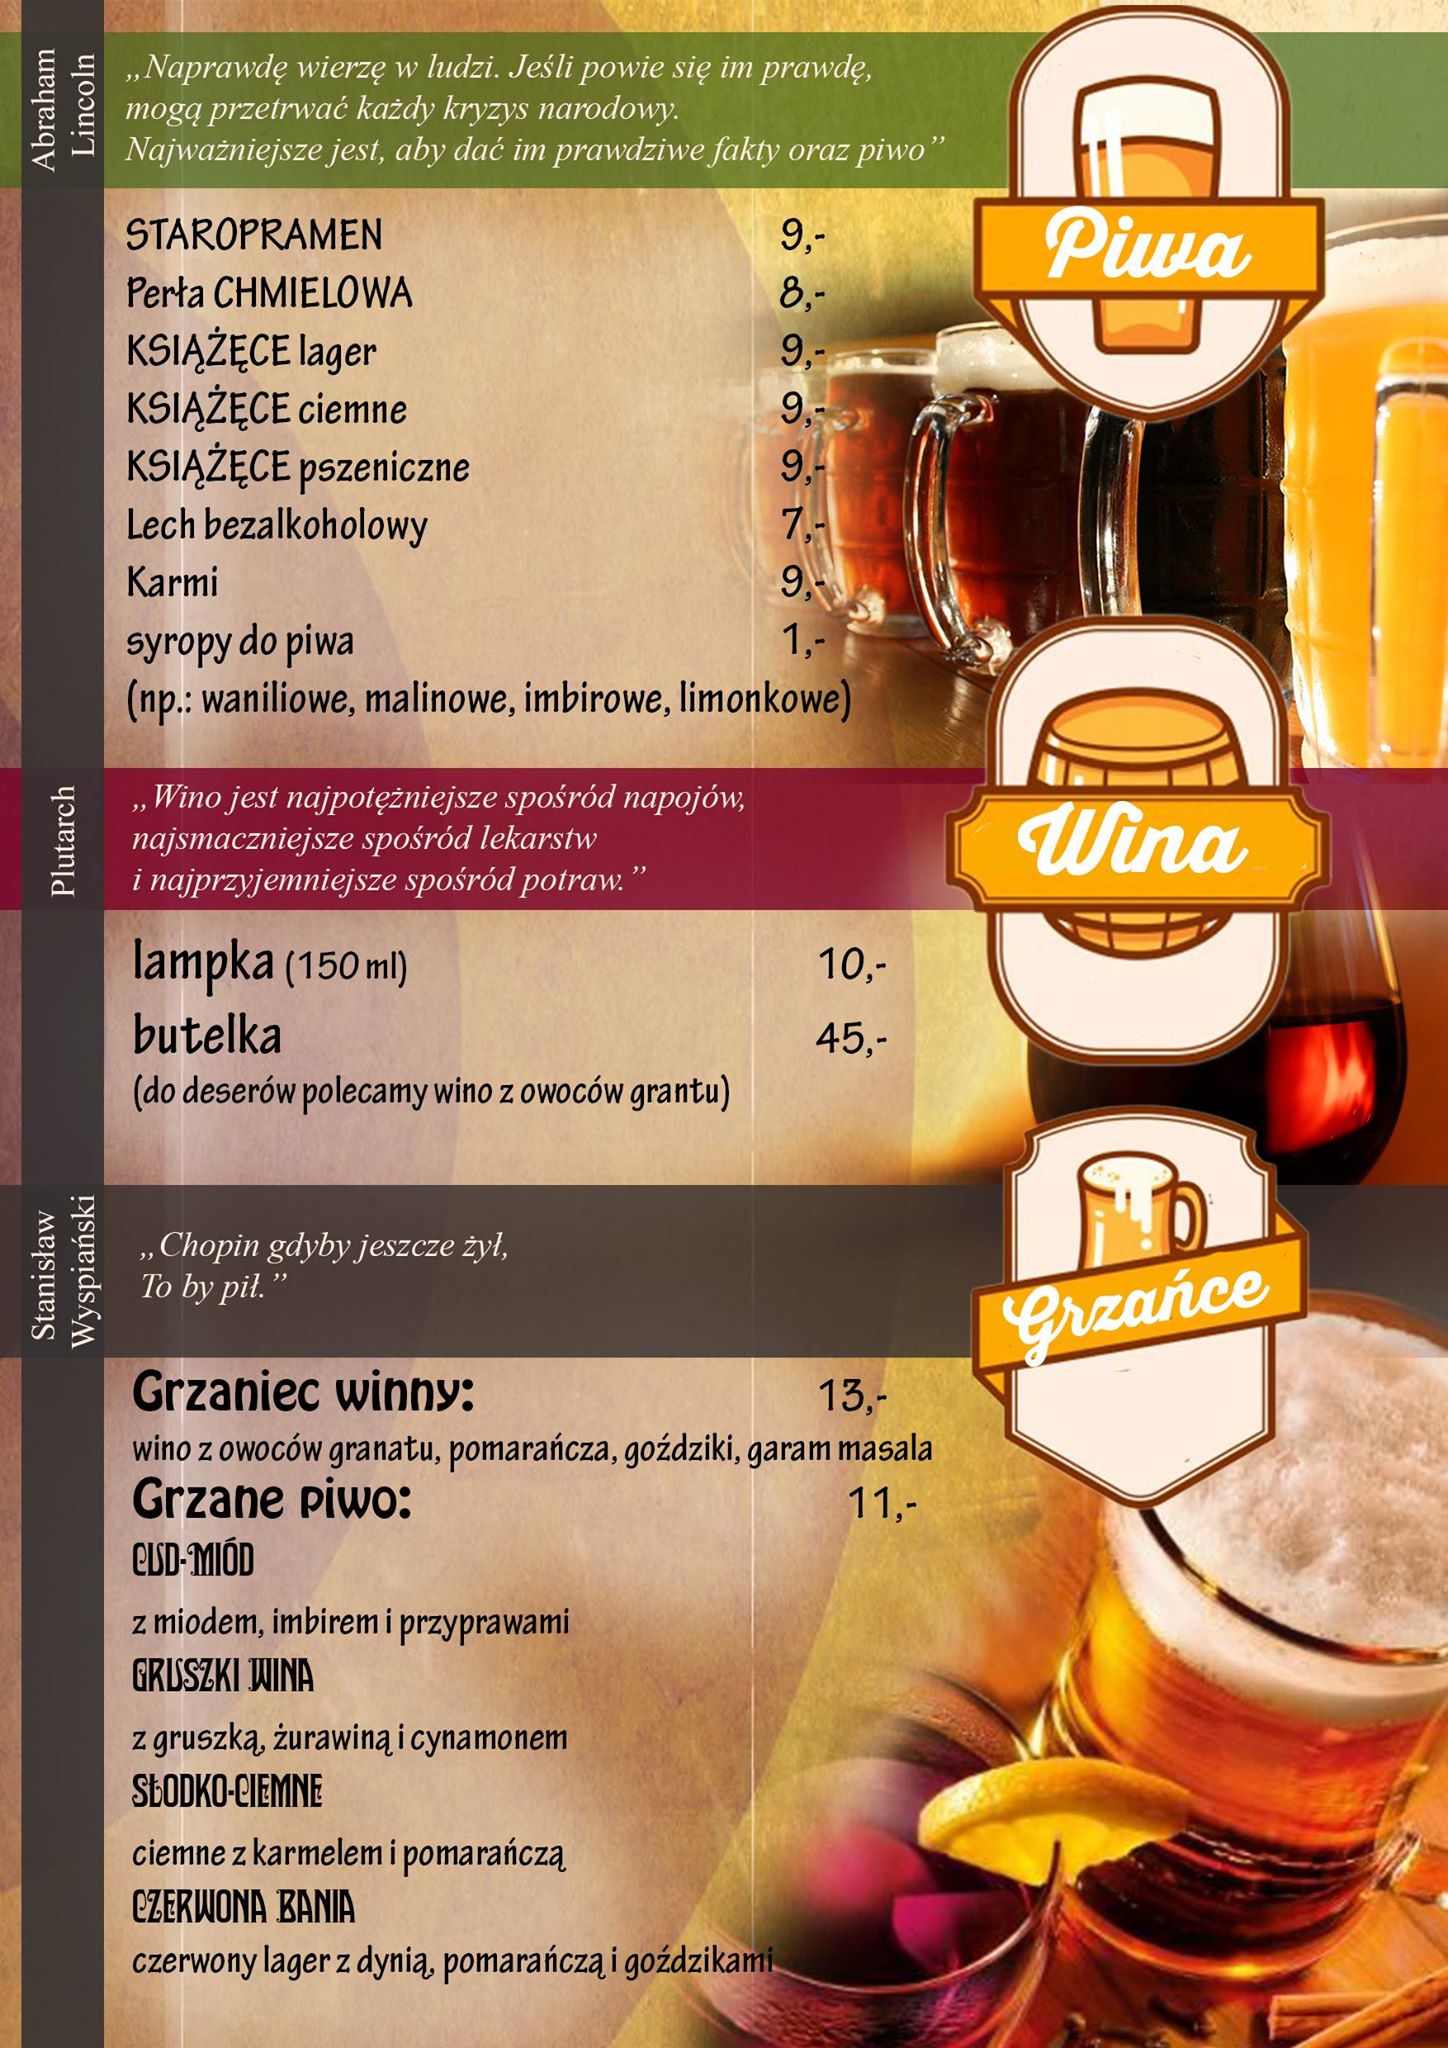 Abraham
Lincoln
„Naprawdę wierzę w ludzi. Jeśli powie się im prawdę,
mogą przetrwać każdy kryzys narodowy.
Najważniejsze jest, aby dać im prawdziwe fakty oraz piwo”
Piwa
STAROPRAMEN 9,-
Perła CHMIELOWA 8,-
KSIĄŻĘCE lager 9,-
KSIĄŻĘCE ciemne 9,-
KSIĄŻĘCE pszeniczne 9,-
Lech bezalkoholowy 7,-
Karmi 9,-
syropy do piwa 1,-
(np.: waniliowe, malinowe, imbirowe, limonkowe)
Plutarch
„Wino jest najpotężniejsze spośród napojów,
najsmaczniejsze spośród lekarstw
i najprzyjemniejsze spośród potraw.”
Wina
lampka (150 ml) 10,-
butelka 45,-
(do deserów polecamy wino z owoców grantu)
Stanisław
Wyspiański
„Chopin gdyby jeszcze żył,
To by pił.”
Grzańce
Grzaniec winny: 13,-
wino z owoców granatu, pomarańcza, goździki, garam masala
Grzane piwo: 11,-
CUD-MIÓD
z miodem, imbirem i przyprawami
GRUSZKI WINA
z gruszką, żurawiną i cynamonem
SŁODKO-CIEMNE
ciemne z karmelem i pomarańczą
CZERWONA BANIA
czerwony lager z dynią, pomarańczą i goździkami